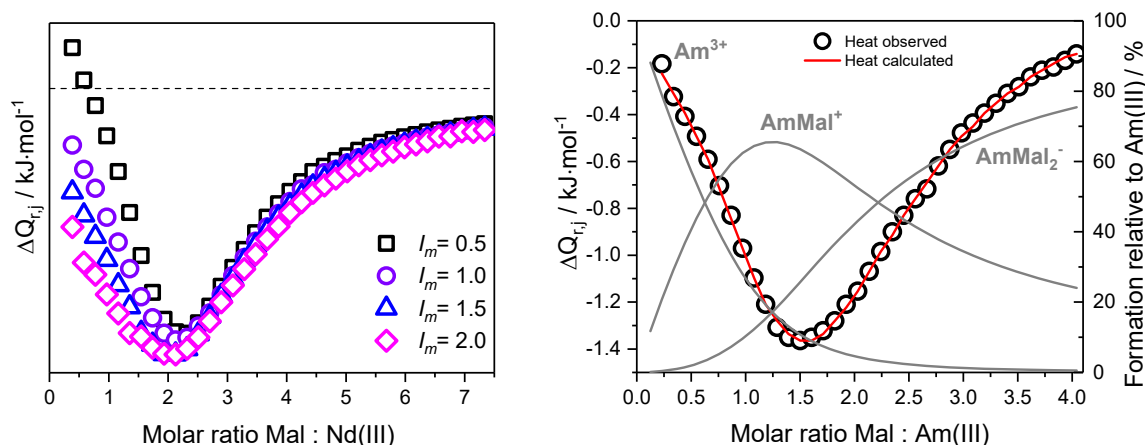 ΔQr,j / kJ·mol-1
Im= 0.5
Im= 1.0
Im= 1.5
Im= 2.0
0 1 2 3 4 5 6 7
Molar ratio Mal : Nd(III)
0.0
-0.2
-0.4
-0.6
-0.8
-1.0
-1.2
-1.4
ΔQr,j / kJ·mol-1
Am3+
Heat observed
Heat calculated
AmMal+
AmMal2-
100
80
60
40
20
0
Formation relative to Am(III) / %
0.0 0.5 1.0 1.5 2.0 2.5 3.0 3.5 4.0
Molar ratio Mal : Am(III)